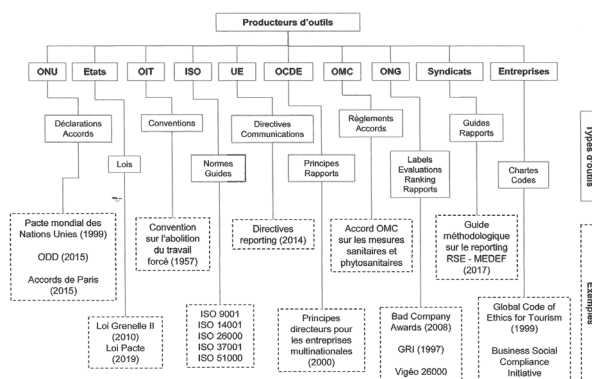 Producteurs d'outils
ONU
Etats
OIT
ISO
UE
OCDE
OMC
ONG
Syndicats
Entreprises
Déclarations
Accords
Lois
Conventions
Normes
Guides
Directives
Communications
Principes
Rapports
Règlements
Accords
Labels
Evaluations
Ranking
Rapports
Guides
Rapports
Chartes
Codes
Types d'outils
Pacte mondial des
Nations Unies (1999)
ODD (2015)
Accords de Paris
(2015)
Loi Grenelle II
(2010)
Loi Pacte
(2019)
Convention
sur l'abolition
du travail
forcé (1957)
ISO 9001
ISO 14001
ISO 26000
ISO 37001
ISO 51000
Directives
reporting (2014)
Principes
directeurs pour
les entreprises
multinationales
(2000)
Accord OMC
sur les mesures
sanitaires et
phytosanitaires
Bad Company
Awards (2008)
GRI (1997)
Vigéo 26000
Guide
méthodologique
sur le reporting
RSE - MEDEF
(2017)
Global Code of
Ethics for Tourism
(1999)
Business Social
Compliance
Initiative
Exemples